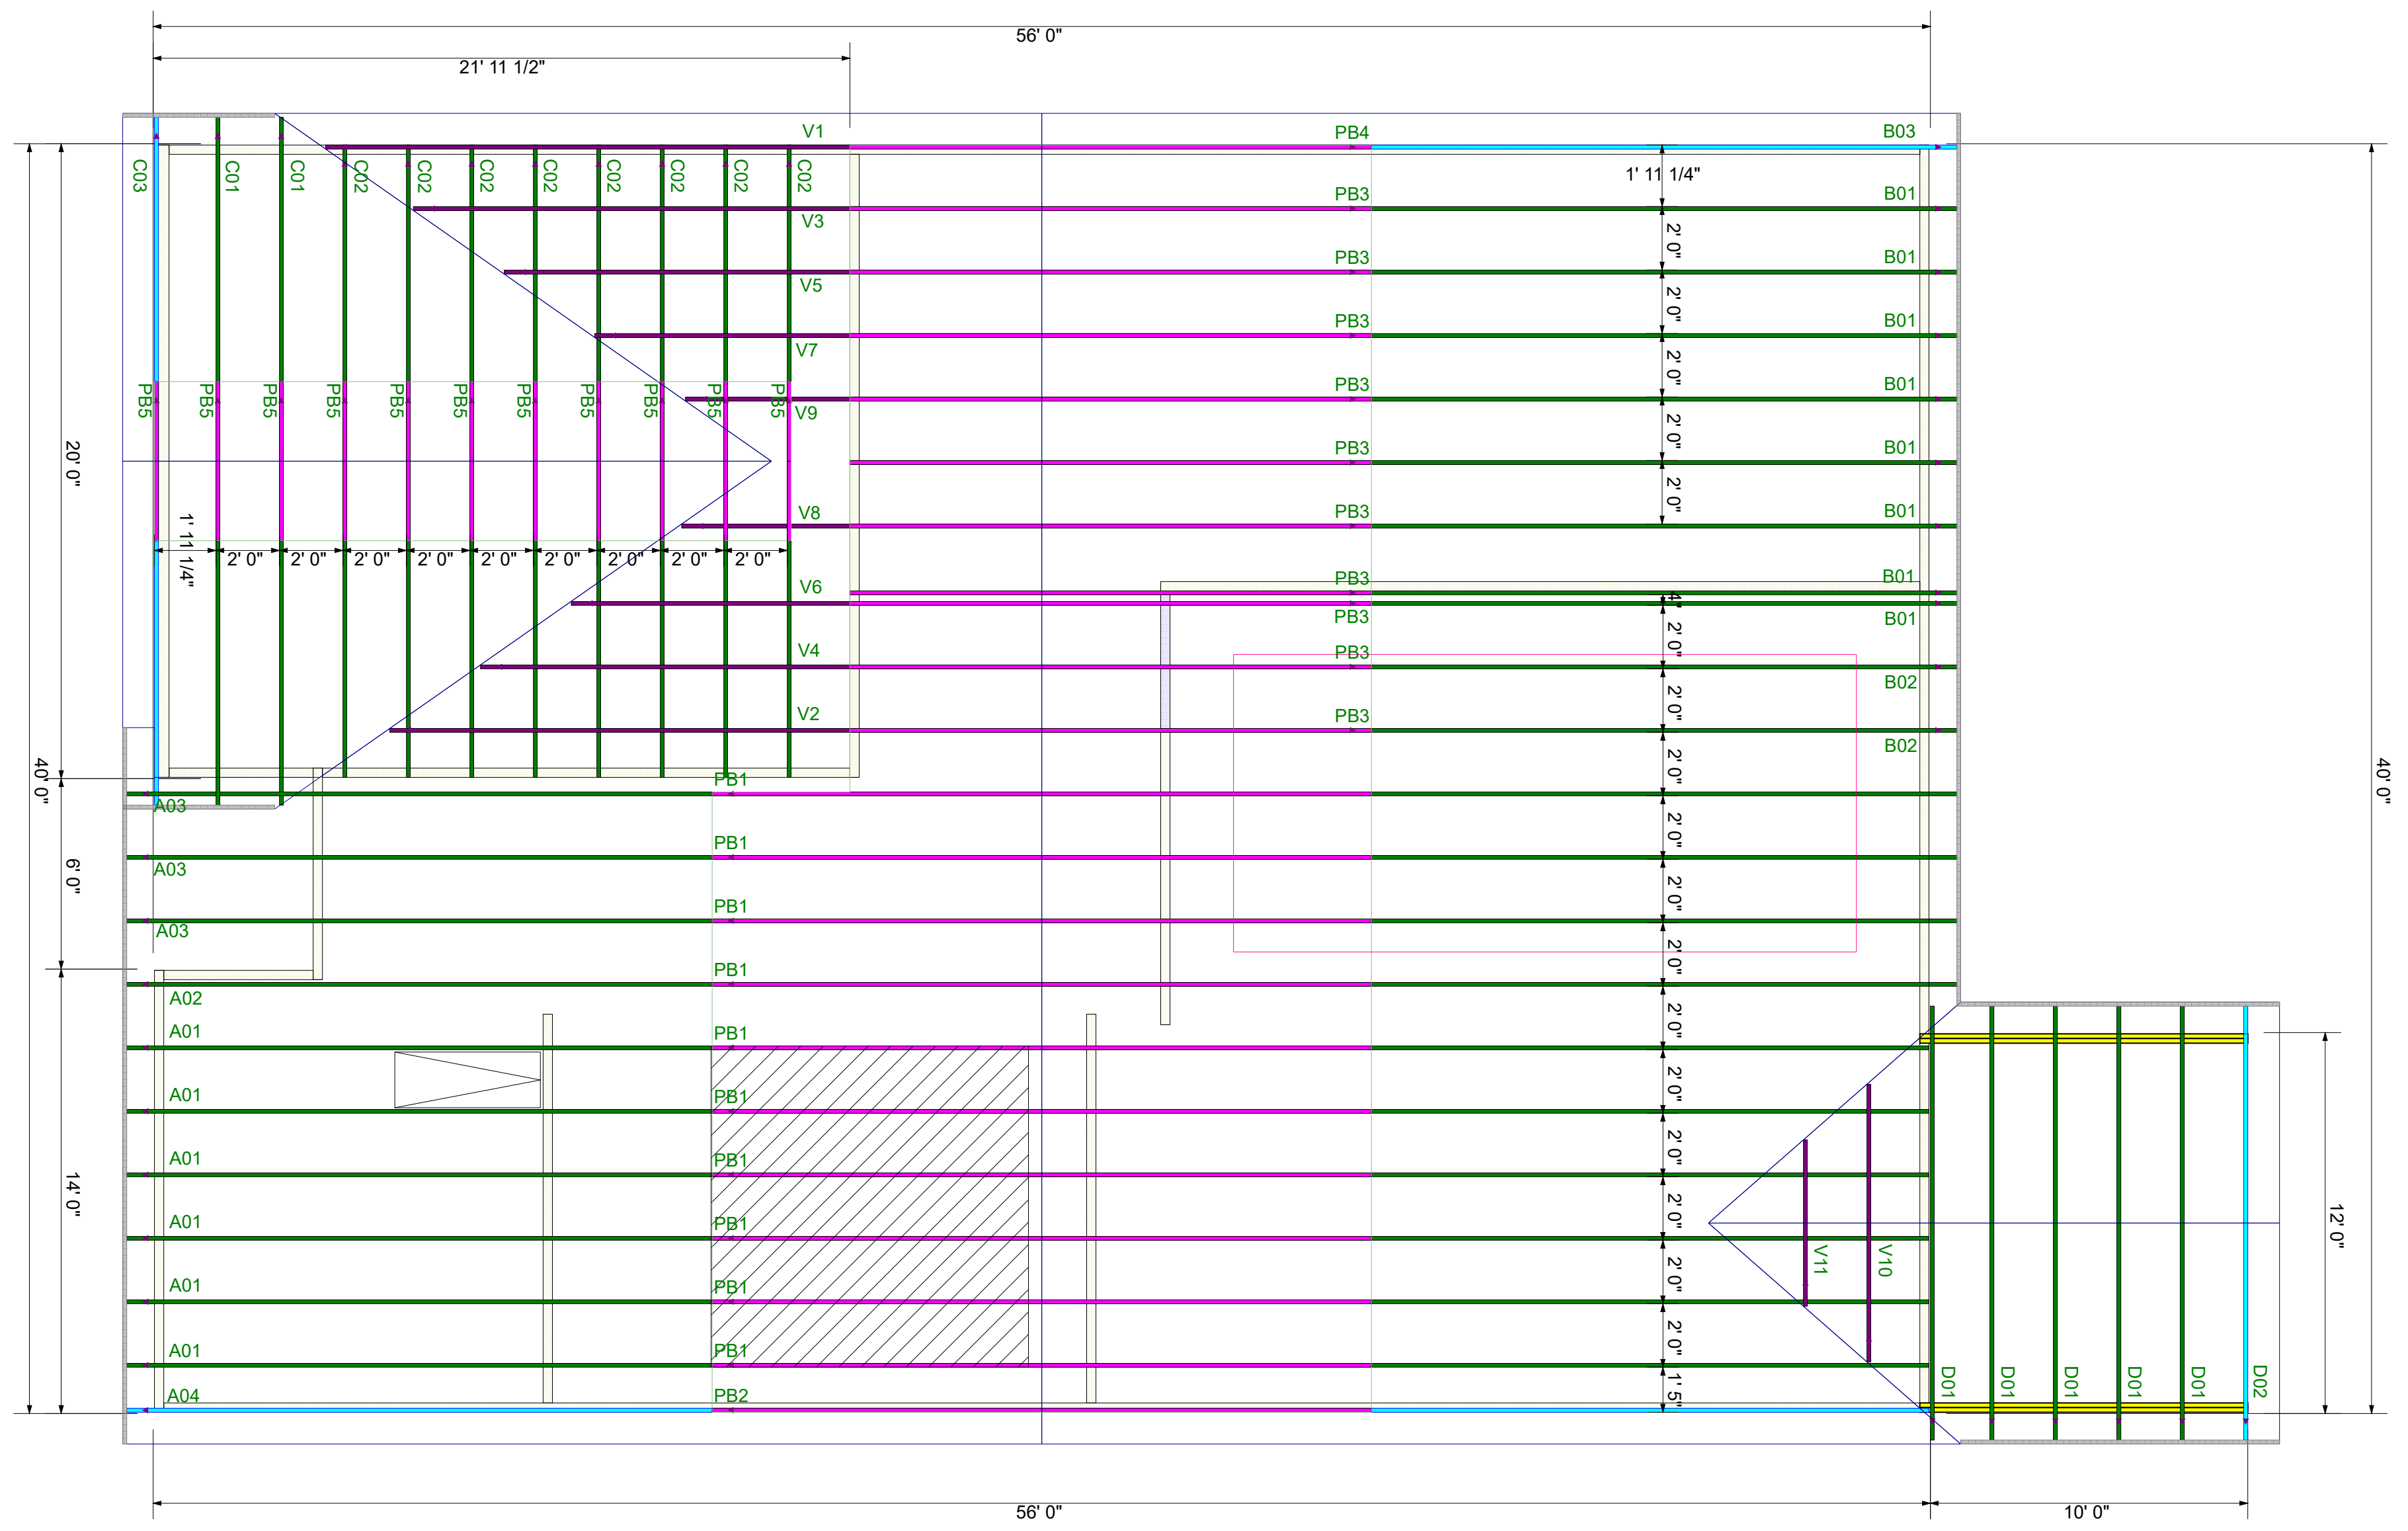 56' 0"
21' 11 1/2"
V1
PB4
B03
C03
C01
C01
C02
C02
C02
C02
C02
C02
C02
C02
1' 11 1/4"
PB3
B01
V3
2' 0"
PB3
B01
V5
2' 0"
PB3
B01
V7
2' 0"
PB5
PB5
PB5
PB5
PB5
PB5
PB5
PB5
PB5
PB5
PB5
PB3
B01
V9
2' 0"
20' 0"
PB3
B01
2' 0"
V8
PB3
B01
1' 11 1/4"
2' 0"
2' 0"
2' 0"
2' 0"
2' 0"
2' 0"
2' 0"
2' 0"
2' 0"
V6
PB3
B01
4"
PB3
B01
2' 0"
V4
PB3
B02
2' 0"
V2
PB3
B02
2' 0"
40' 0"
40' 0"
PB1
A03
2' 0"
PB1
A03
6' 0"
2' 0"
PB1
A03
2' 0"
PB1
A02
2' 0"
A01
PB1
2' 0"
A01
PB1
2' 0"
A01
PB1
14' 0"
2' 0"
12' 0"
A01
PB1
V11
V10
2' 0"
A01
PB1
2' 0"
A01
PB1
1' 5"
D01
D01
D01
D01
D01
D02
A04
PB2
56' 0"
10' 0"